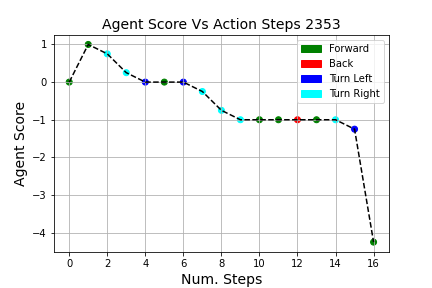 Agent Score Vs Action Steps 2353
1
0
−1
−2
−3
−4
Agent Score
Forward
Back
Turn Left
Turn Right
0 2 4 6 8 10 12 14 16
Num. Steps